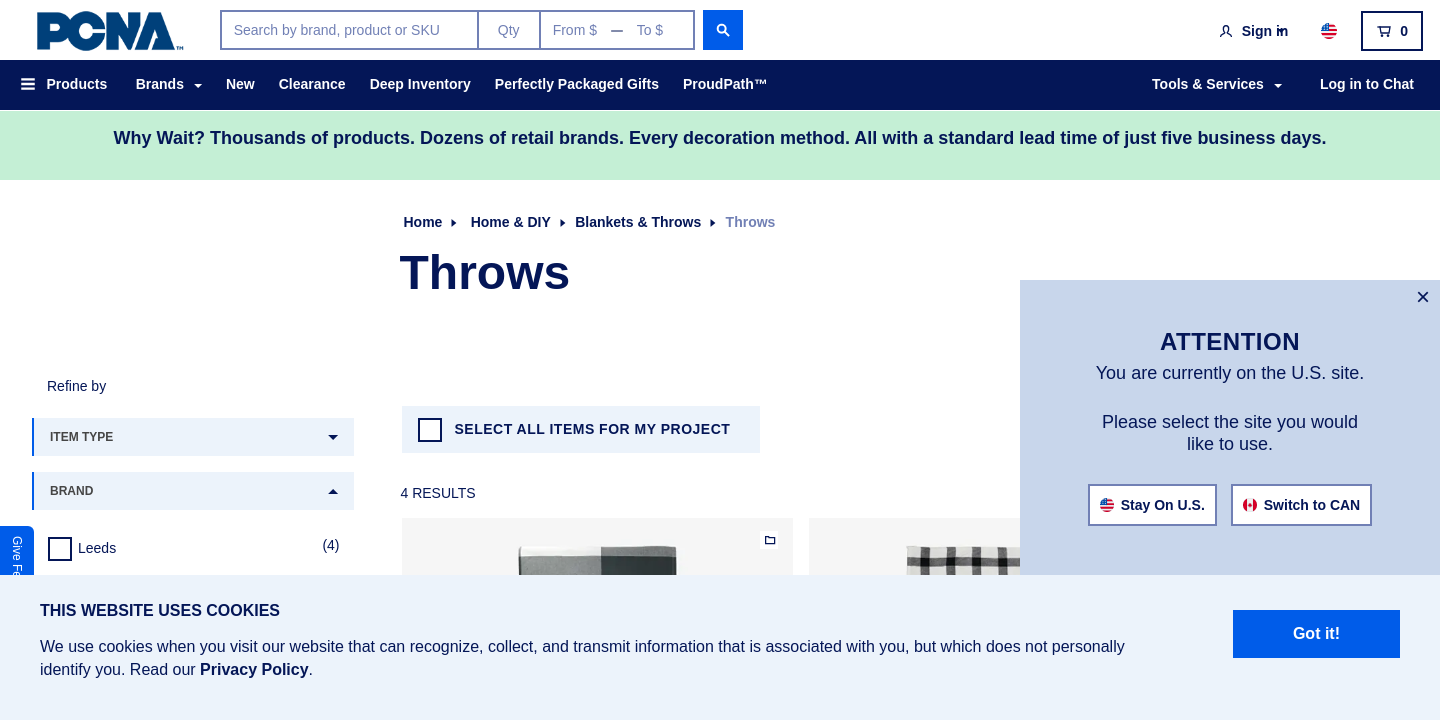 PCNA™
Search by brand, product or SKU
Qty
From $ — To $
Sign in
0
Products
Brands
New
Clearance
Deep Inventory
Perfectly Packaged Gifts
ProudPath™
Tools & Services
Log in to Chat
Why Wait? Thousands of products. Dozens of retail brands. Every decoration method. All with a standard lead time of just five business days.
Home
Home & DIY
Blankets & Throws
Throws
Throws
ATTENTION
You are currently on the U.S. site.
Please select the site you would
like to use.
Stay On U.S.
Switch to CAN
Refine by
ITEM TYPE
BRAND
Leeds
(4)
SELECT ALL ITEMS FOR MY PROJECT
4 RESULTS
Give
THIS WEBSITE USES COOKIES
We use cookies when you visit our website that can recognize, collect, and transmit information that is associated with you, but which does not personally
identify you. Read our Privacy Policy.
Got it!